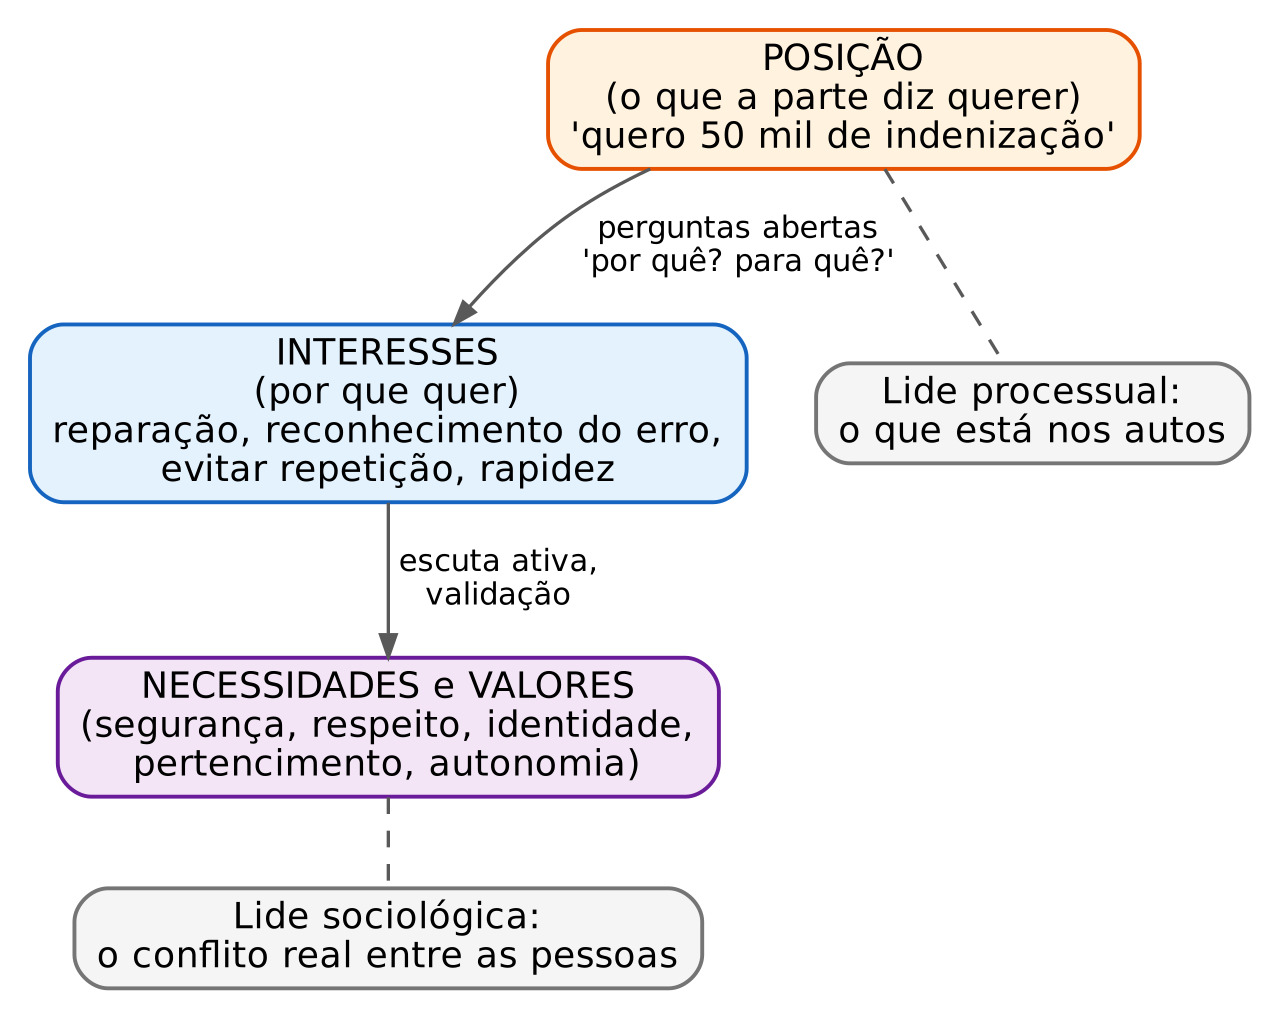 POSIÇÃO
(o que a parte diz querer)
'quero 50 mil de indenização'
perguntas abertas
'por quê? para quê?'
INTERESSES
(por que quer)
reparação, reconhecimento do erro,
evitar repetição, rapidez
Lide processual:
o que está nos autos
escuta ativa,
validação
NECESSIDADES e VALORES
(segurança, respeito, identidade,
pertencimento, autonomia)
Lide sociológica:
o conflito real entre as pessoas